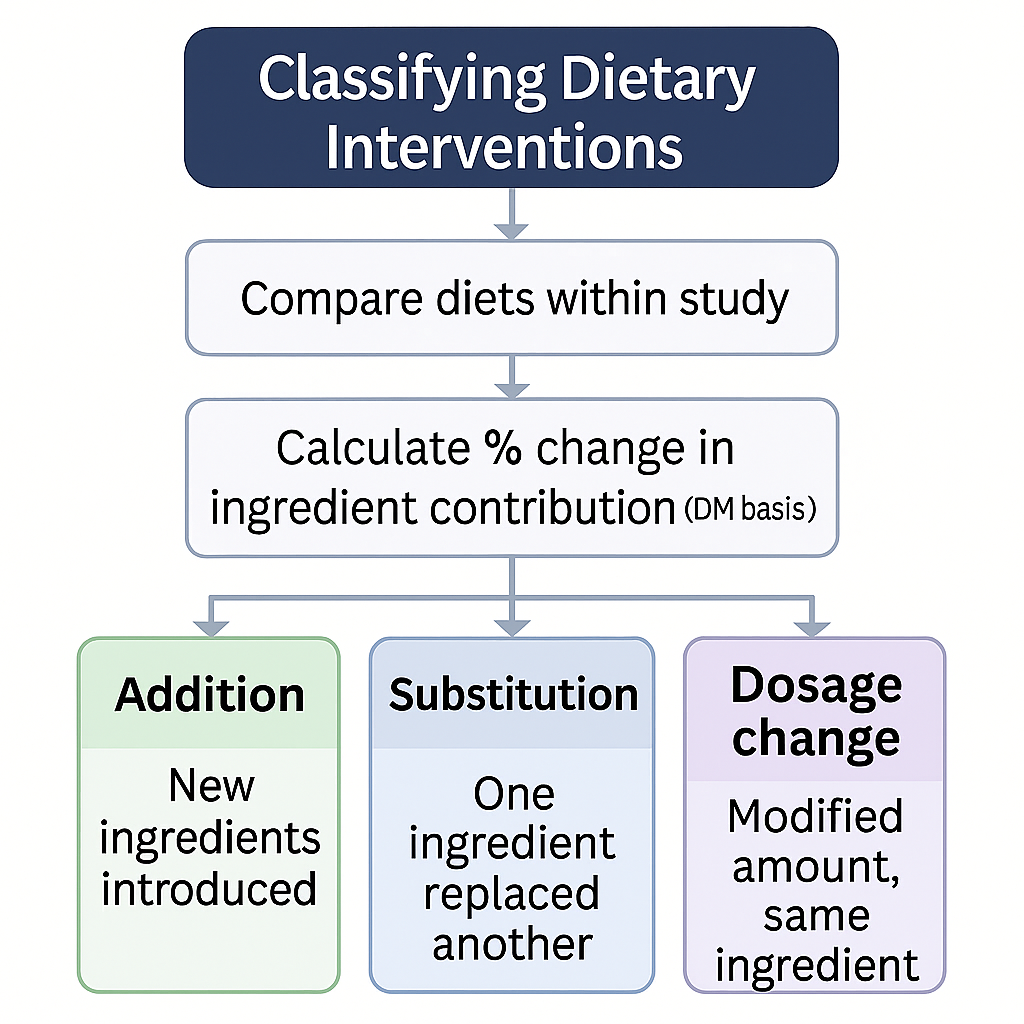 Classifying Dietary
Interventions
Compare diets within study
Calculate % change in
ingredient contribution (DM basis)
Addition
New
ingredients
introduced
Substitution
One
ingredient
replaced
another
Dosage
change
Modified
amount,
same
ingredient